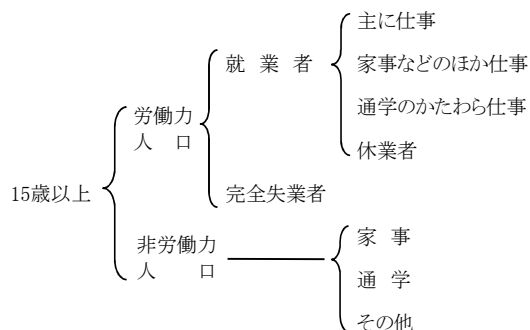 主に仕事
就 業 者
家事などのほか仕事
通学のかたわら仕事
労働力
人　口
休業者
15歳以上
完全失業者
非労働力
人　　口
家 事
通 学
その他